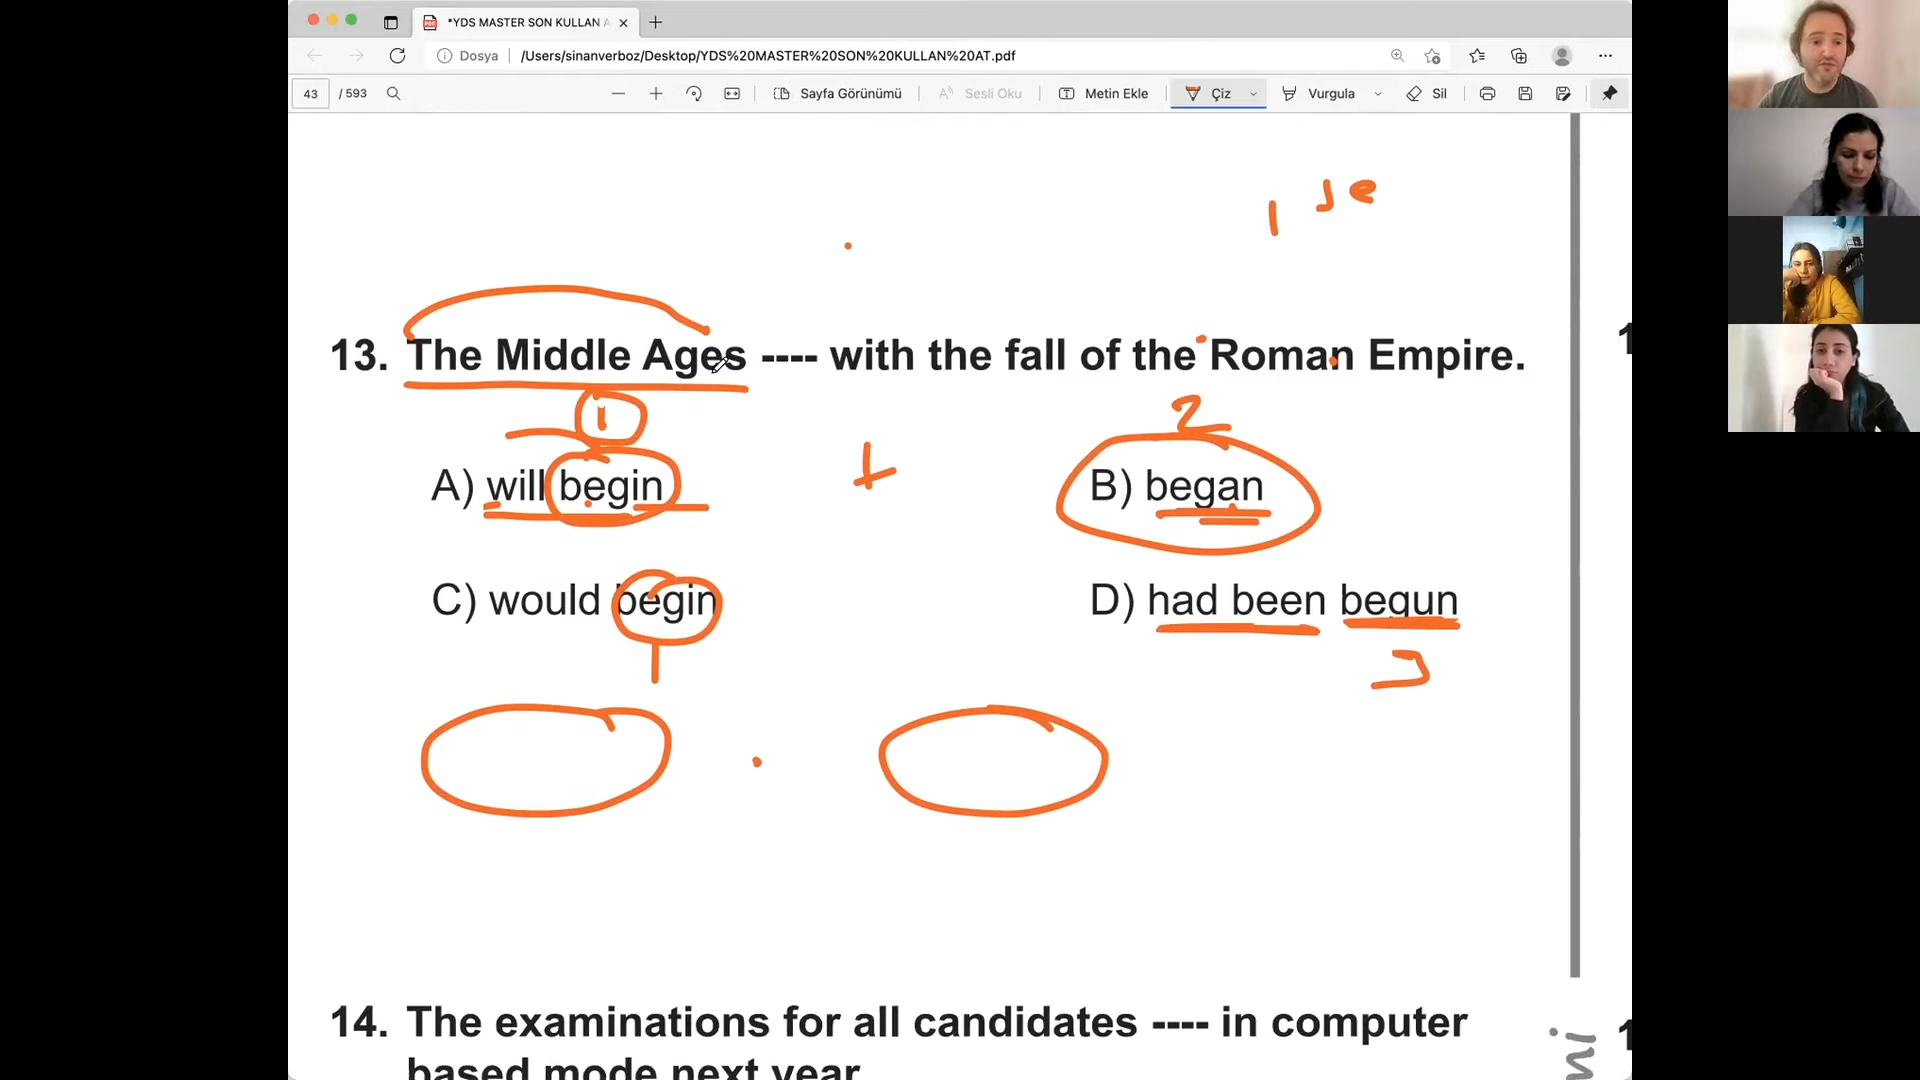 *YDS MASTER SON KULLAN A
Dosya /Users/sinanverboz/Desktop/YDS%20MASTER%20SON%20KULLAN%20AT.pdf
43 / 593 Sayfa Görünümü Sesli Oku Metin Ekle Çiz Vurgula Sil
13. The Middle Ages ---- with the fall of the Roman Empire.
1
2
A) will begin B) began
C) would begin D) had been begun
14. The examinations for all candidates ---- in computer
based mode next year